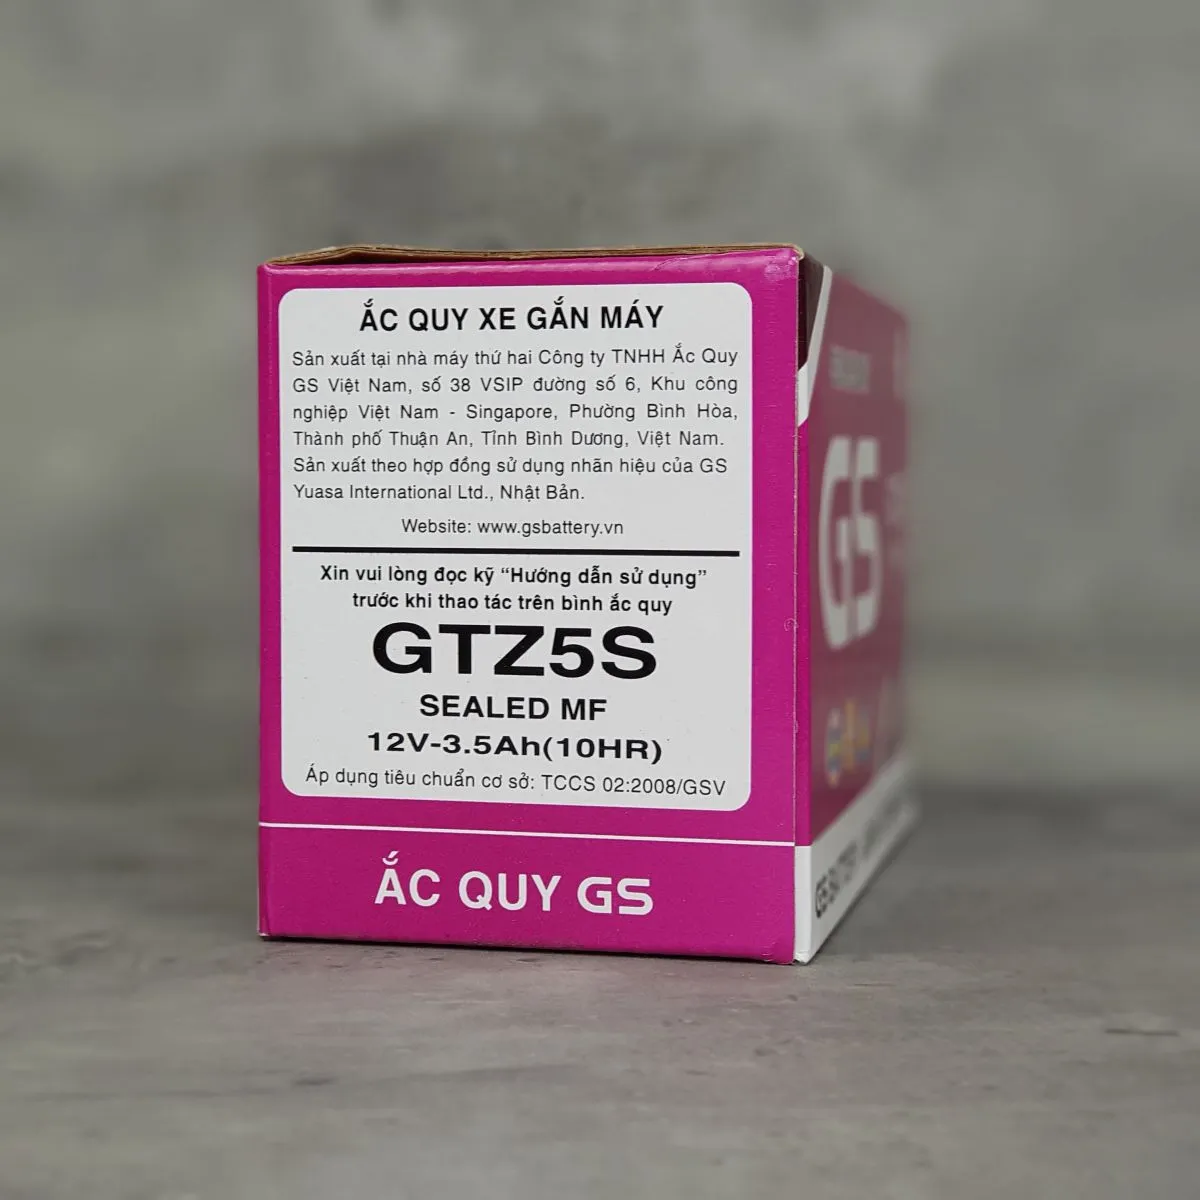 ẮC QUY XE GẮN MÁY
Sản xuất tại nhà máy thứ hai Công ty TNHH Ắc Quy
GS Việt Nam, số 38 VSIP đường số 6, Khu công
nghiệp Việt Nam - Singapore, Phường Bình Hòa,
Thành phố Thuận An, Tỉnh Bình Dương, Việt Nam.
Sản xuất theo hợp đồng sử dụng nhãn hiệu của GS
Yuasa International Ltd., Nhật Bản.
Website: www.gsbattery.vn
Xin vui lòng đọc kỹ “Hướng dẫn sử dụng”
trước khi thao tác trên bình ắc quy
GTZ5S
SEALED MF
12V-3.5Ah(10HR)
Áp dụng tiêu chuẩn cơ sở: TCCS 02:2008/GSV
ẮC QUY GS
GS
GS BATTERY